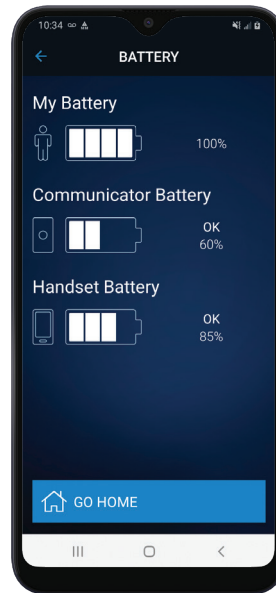 10:34
BATTERY
My Battery
100%
Communicator Battery
OK
60%
Handset Battery
OK
85%
GO HOME